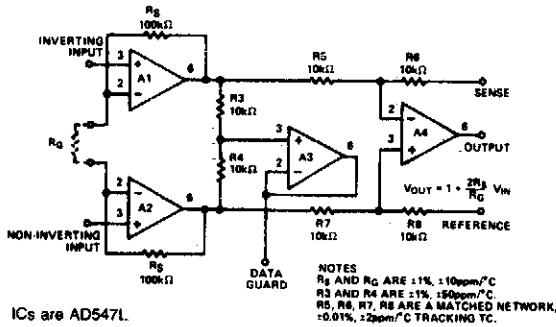 RS
100kΩ
INVERTING
INPUT
3
+
A1
6
2
−
R5
10kΩ
R6
10kΩ
SENSE
R3
10kΩ
2
−
A4
6
OUTPUT
3
+
RG
3
+
A3
6
2
−
R4
10kΩ
VOUT = 1 + 2RS/RG VIN
2
−
A2
6
3
+
NON-INVERTING
INPUT
R7
10kΩ
R8
10kΩ
REFERENCE
RS
100kΩ
DATA
GUARD
NOTES
RS AND RG ARE ±1%, ±10ppm/°C
R3 AND R4 ARE ±1%, ±50ppm/°C.
R5, R6, R7, R8 ARE A MATCHED NETWORK,
±0.01%, ±2ppm/°C TRACKING TC.
ICs are AD547L.